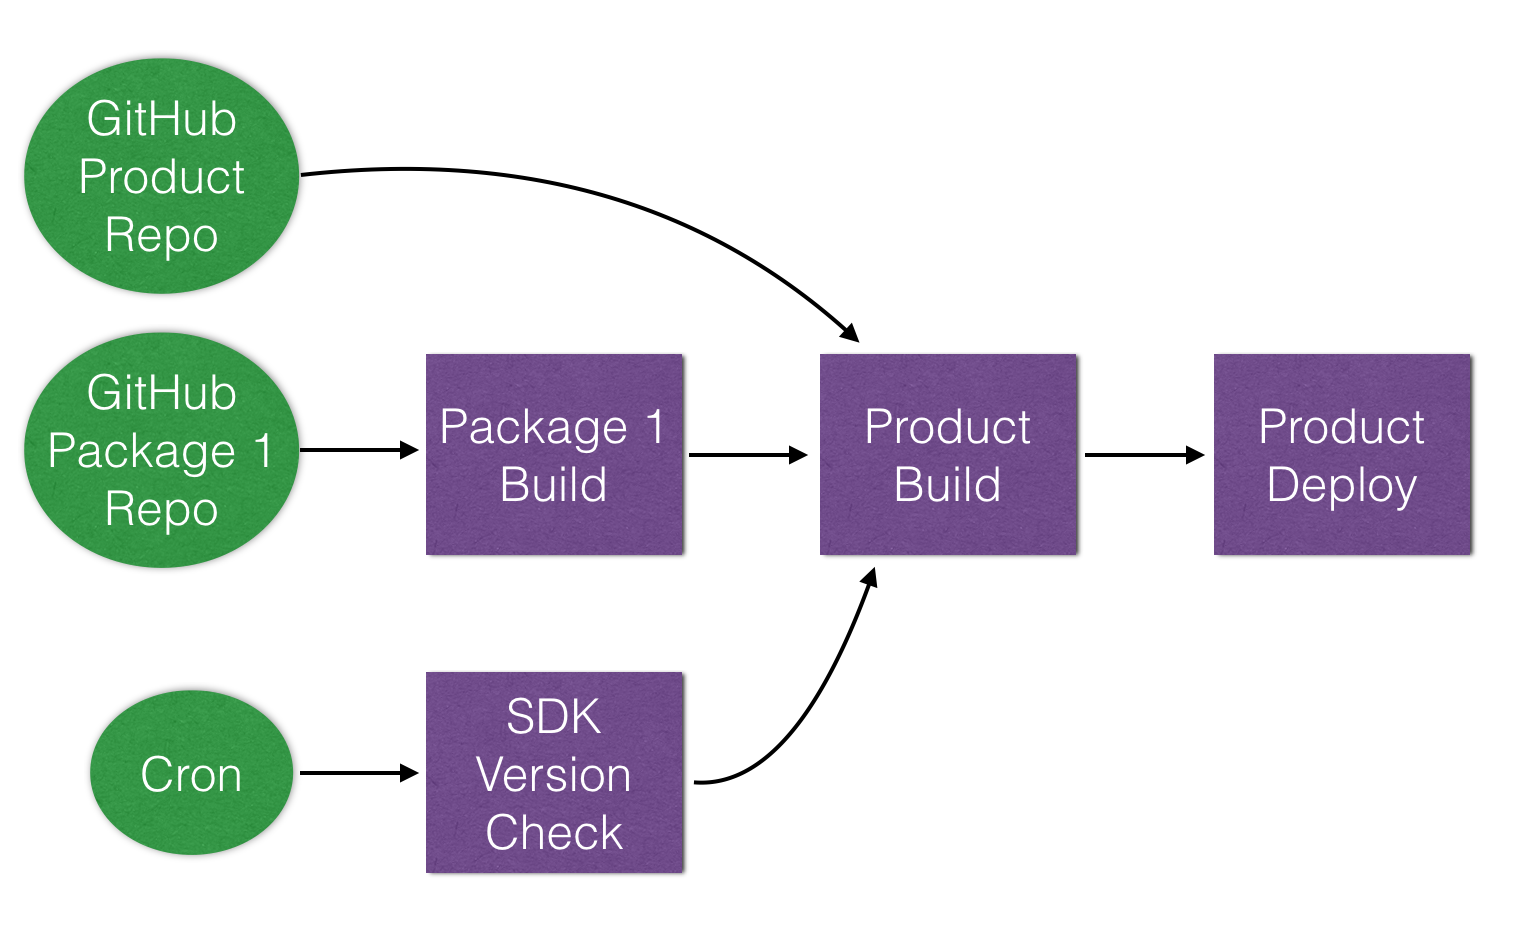 GitHub
Product
Repo
GitHub
Package 1
Repo
Package 1
Build
Product
Build
Product
Deploy
Cron
SDK
Version
Check